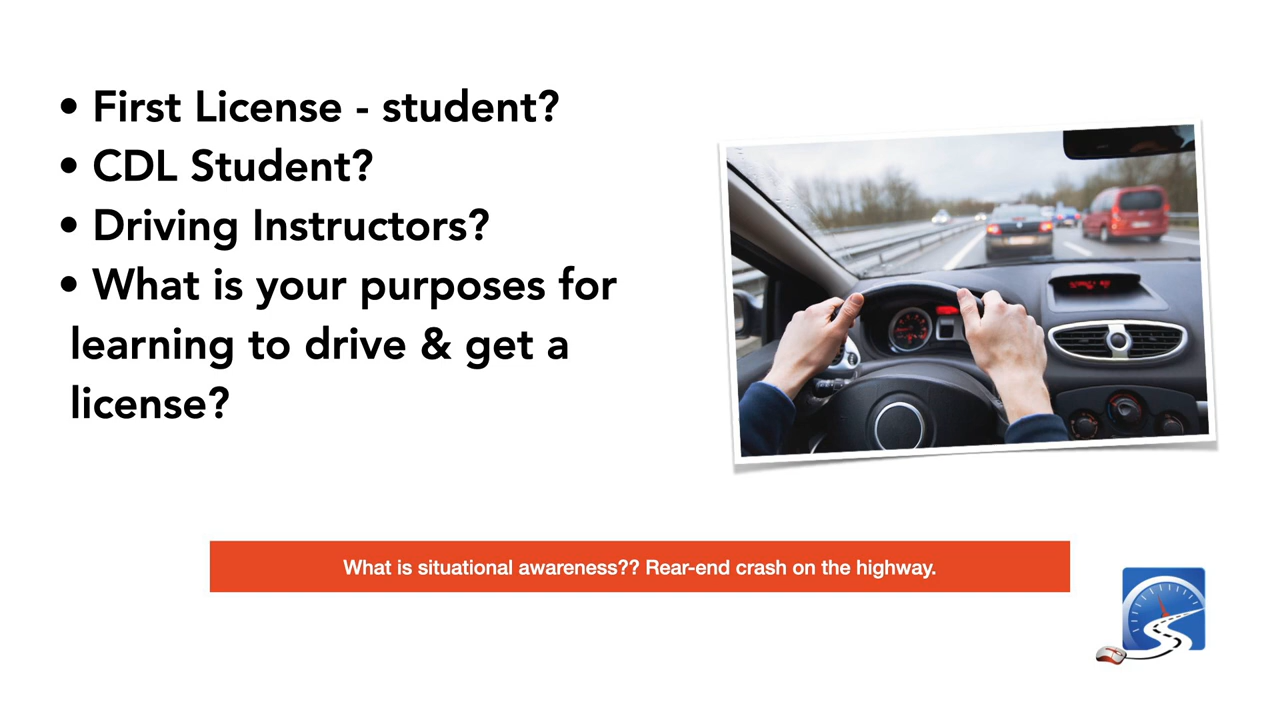 • First License - student?
• CDL Student?
• Driving Instructors?
• What is your purposes for
learning to drive & get a
license?
What is situational awareness?? Rear-end crash on the highway.